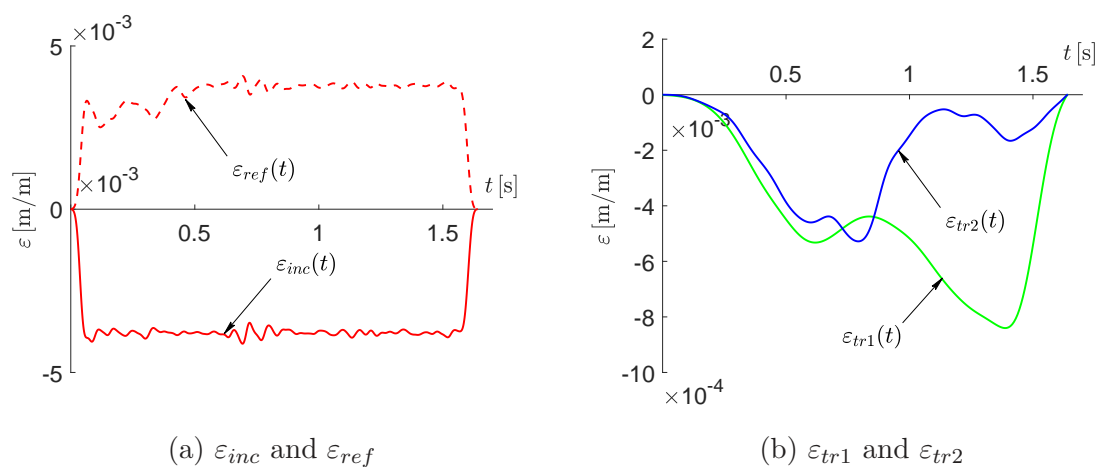 ×10⁻³
5
ε_ref(t)
×10⁻³
t [s]
0
0.5
1
1.5
ε [m/m]
ε_inc(t)
-5
(a) ε_inc and ε_ref
2
t [s]
0.5
1
1.5
0
×10⁻³
-2
ε_tr2(t)
-4
ε [m/m]
-6
ε_tr1(t)
-8
-10
×10⁻⁴
(b) ε_tr1 and ε_tr2